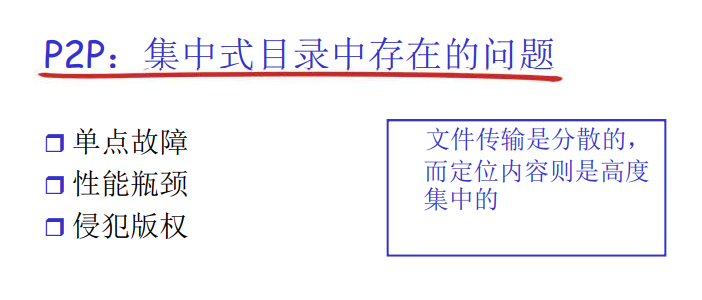 P2P：集中式目录中存在的问题
单点故障
性能瓶颈
侵犯版权
文件传输是分散的，
而定位内容则是高度
集中的